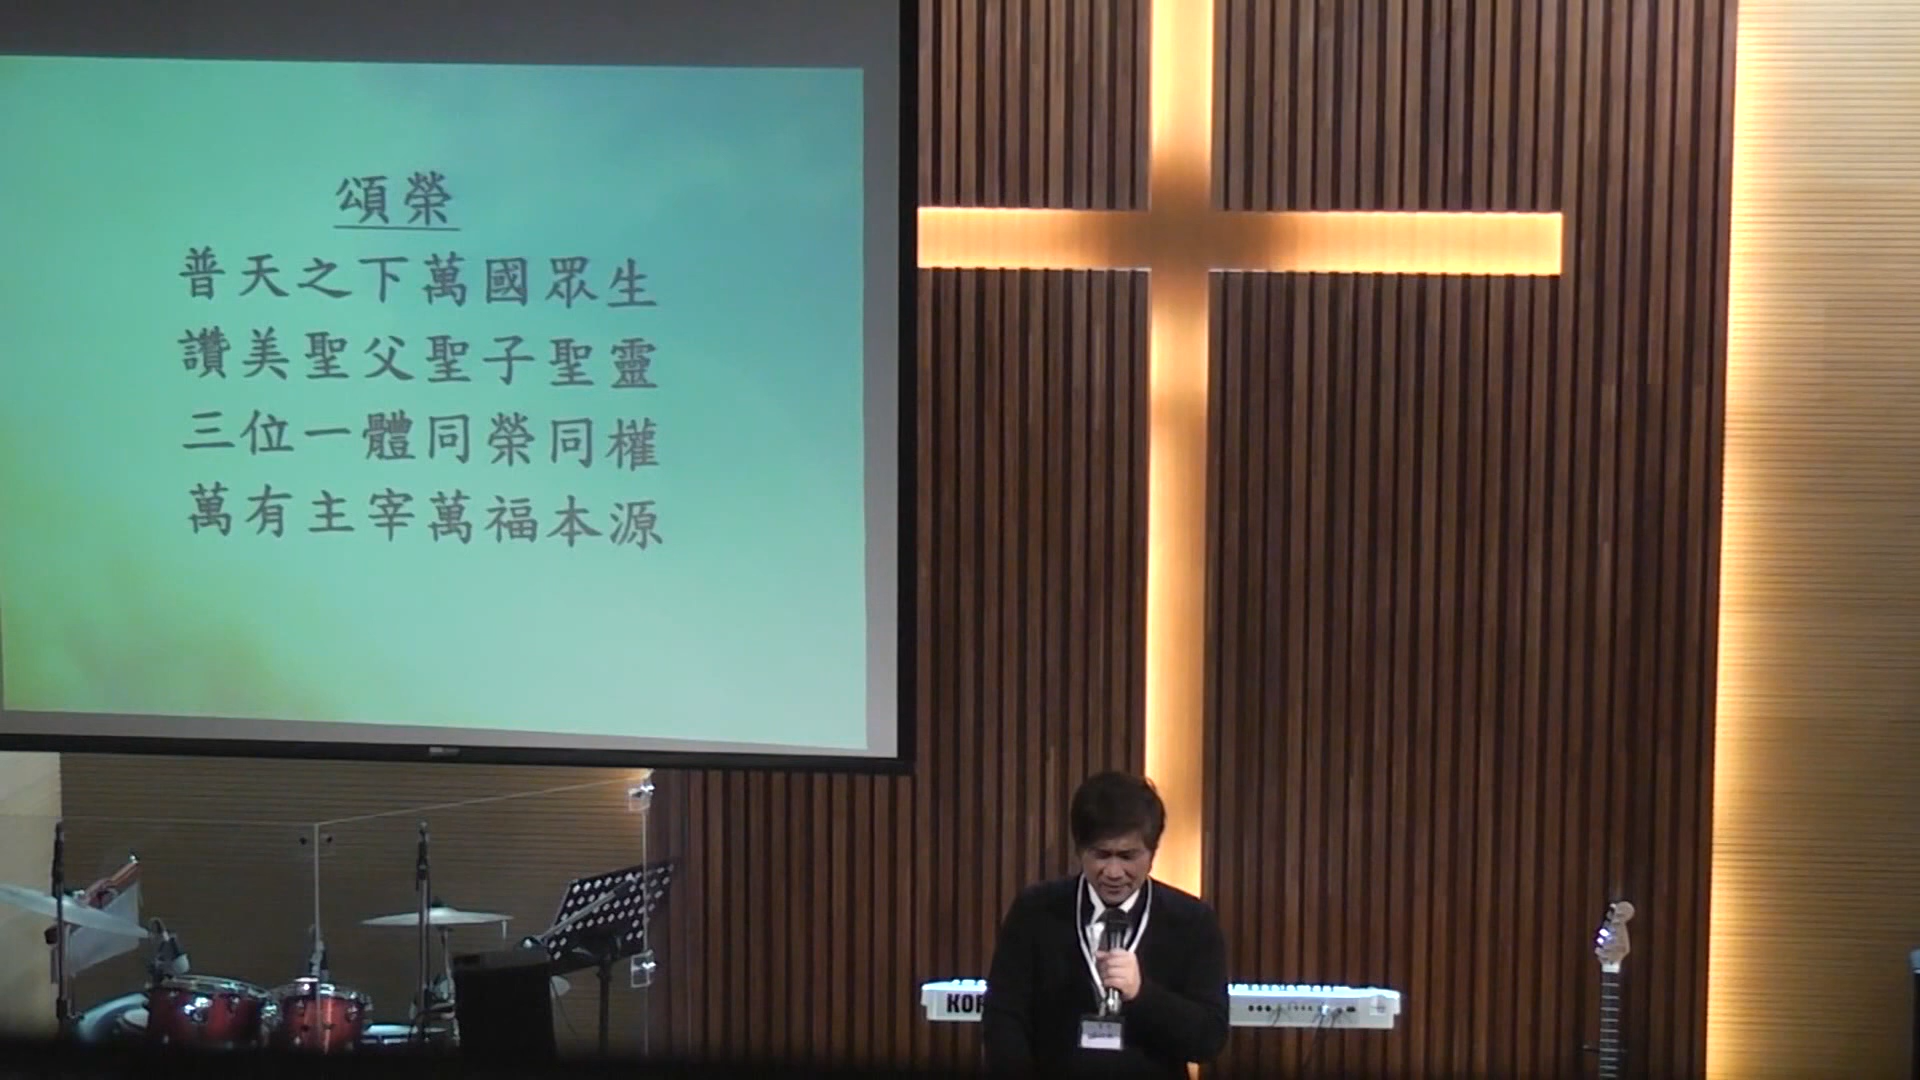 頌榮
普天之下萬國眾生
讚美聖父聖子聖靈
三位一體同榮同權
萬有主宰萬福本源
KOR